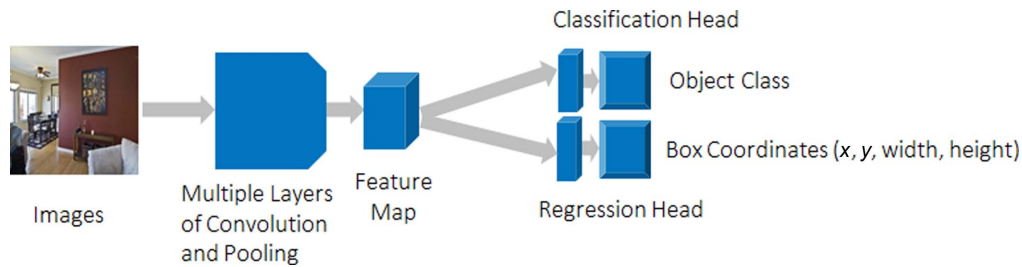 Classification Head
Object Class
Box Coordinates (x, y, width, height)
Regression Head
Feature
Map
Multiple Layers
of Convolution
and Pooling
Images